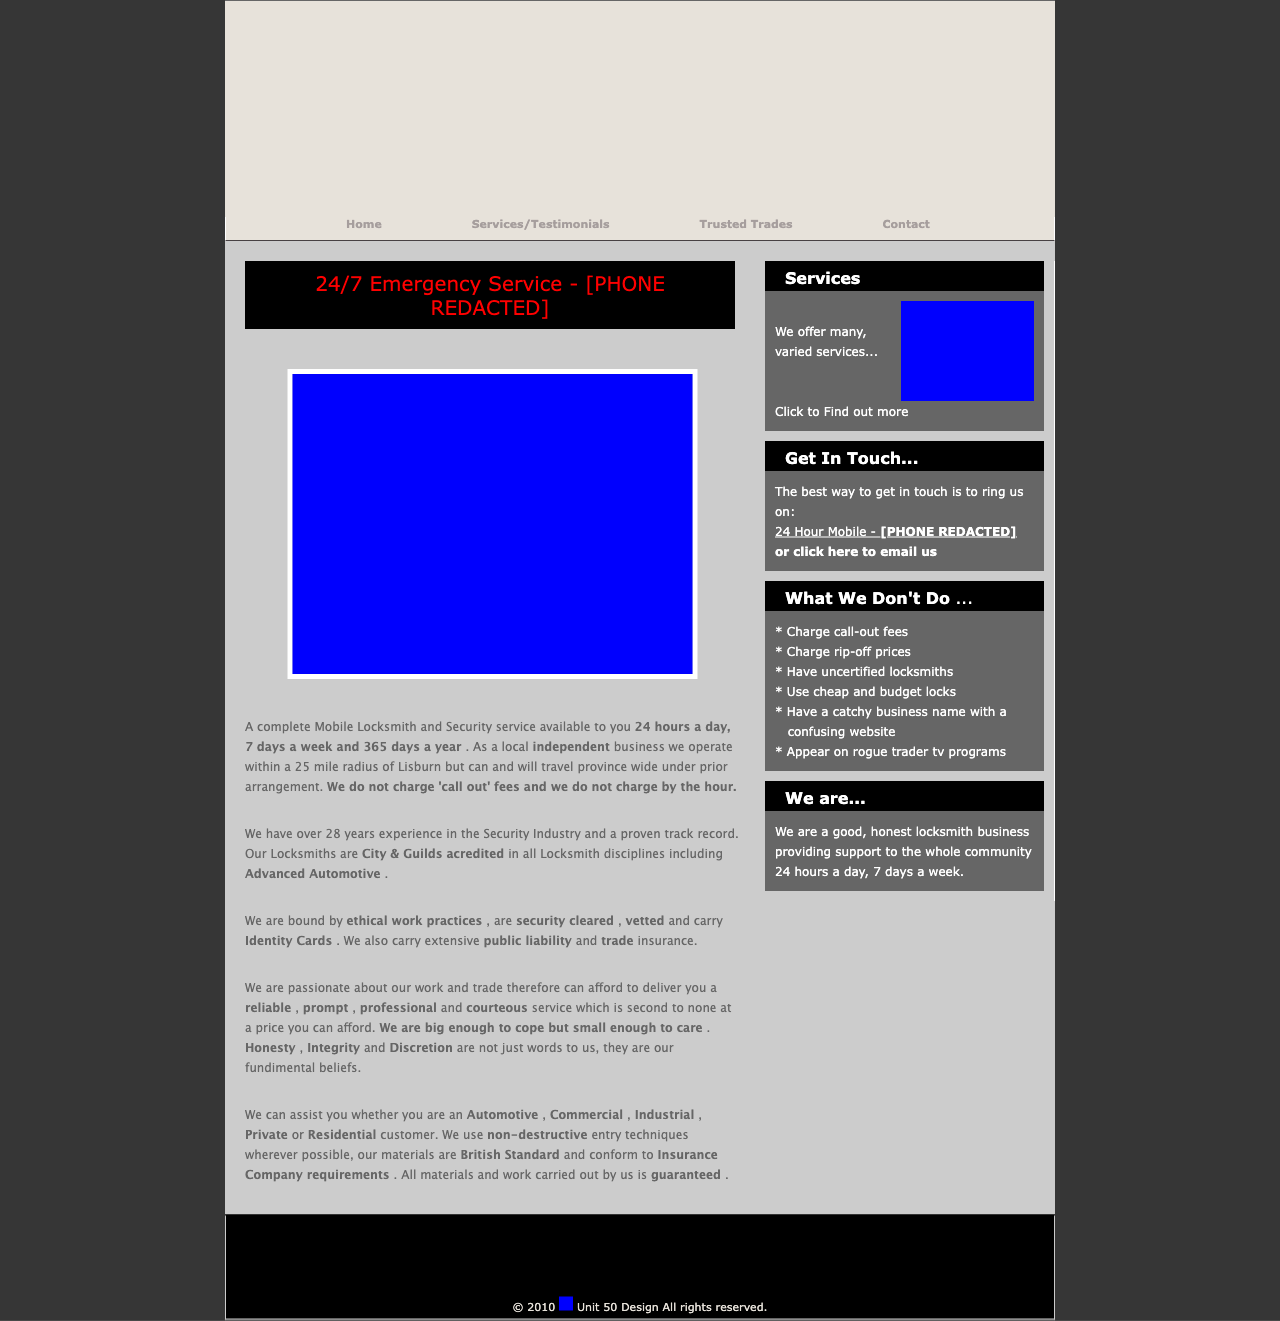 Home Services/Testimonials Trusted Trades Contact
24/7 Emergency Service - [PHONE
REDACTED]
A complete Mobile Locksmith and Security service available to you 24 hours a day,
7 days a week and 365 days a year . As a local independent business we operate
within a 25 mile radius of Lisburn but can and will travel province wide under prior
arrangement. We do not charge 'call out' fees and we do not charge by the hour.
We have over 28 years experience in the Security Industry and a proven track record.
Our Locksmiths are City & Guilds acredited in all Locksmith disciplines including
Advanced Automotive .
We are bound by ethical work practices , are security cleared , vetted and carry
Identity Cards . We also carry extensive public liability and trade insurance.
We are passionate about our work and trade therefore can afford to deliver you a
reliable , prompt , professional and courteous service which is second to none at
a price you can afford. We are big enough to cope but small enough to care .
Honesty , Integrity and Discretion are not just words to us, they are our
fundimental beliefs.
We can assist you whether you are an Automotive , Commercial , Industrial ,
Private or Residential customer. We use non-destructive entry techniques
wherever possible, our materials are British Standard and conform to Insurance
Company requirements . All materials and work carried out by us is guaranteed .
Services
We offer many,
varied services...
Click to Find out more
Get In Touch...
The best way to get in touch is to ring us
on:
24 Hour Mobile - [PHONE REDACTED]
or click here to email us
What We Don't Do ...
* Charge call-out fees
* Charge rip-off prices
* Have uncertified locksmiths
* Use cheap and budget locks
* Have a catchy business name with a
confusing website
* Appear on rogue trader tv programs
We are...
We are a good, honest locksmith business
providing support to the whole community
24 hours a day, 7 days a week.
© 2010 Unit 50 Design All rights reserved.